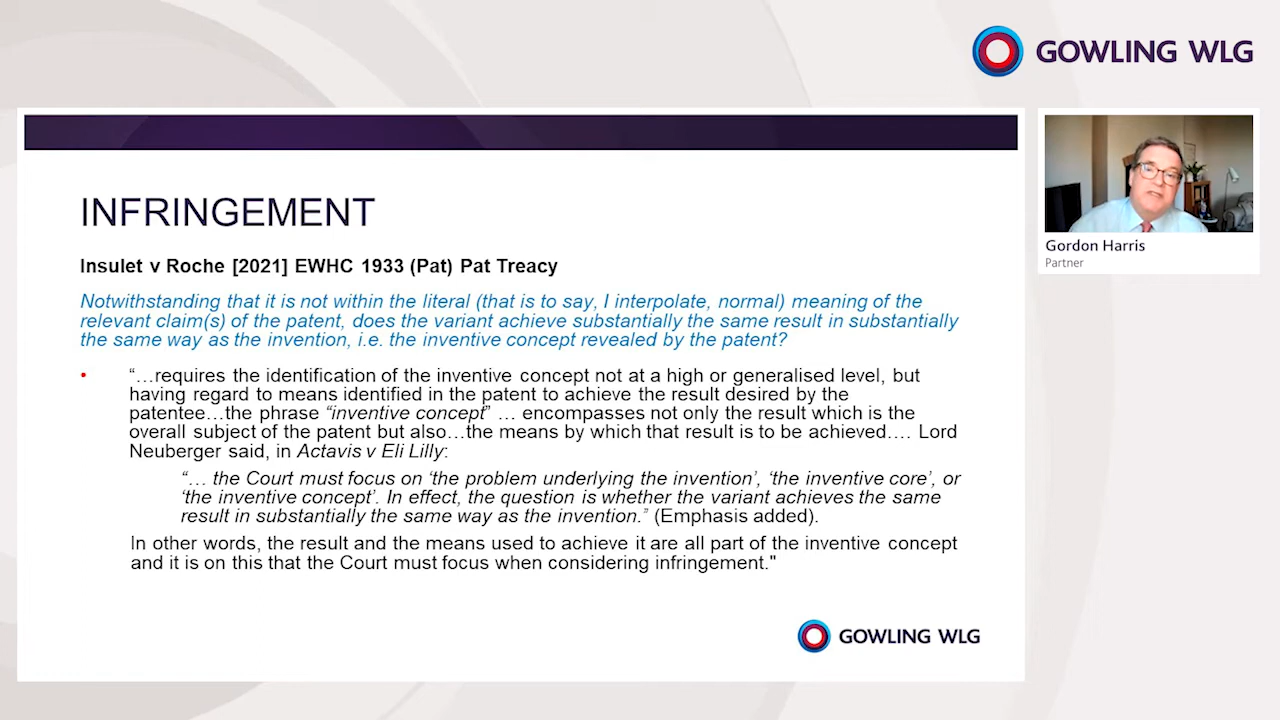 GOWLING WLG
INFRINGEMENT
Insulet v Roche [2021] EWHC 1933 (Pat) Pat Treacy
Notwithstanding that it is not within the literal (that is to say, I interpolate, normal) meaning of the
relevant claim(s) of the patent, does the variant achieve substantially the same result in substantially
the same way as the invention, i.e. the inventive concept revealed by the patent?
• “…requires the identification of the inventive concept not at a high or generalised level, but
having regard to means identified in the patent to achieve the result desired by the
patentee…the phrase “inventive concept” … encompasses not only the result which is the
overall subject of the patent but also…the means by which that result is to be achieved…. Lord
Neuberger said, in Actavis v Eli Lilly:
“… the Court must focus on ‘the problem underlying the invention’, ‘the inventive core’, or
‘the inventive concept’. In effect, the question is whether the variant achieves the same
result in substantially the same way as the invention.” (Emphasis added).
In other words, the result and the means used to achieve it are all part of the inventive concept
and it is on this that the Court must focus when considering infringement."
GOWLING WLG
Gordon Harris
Partner